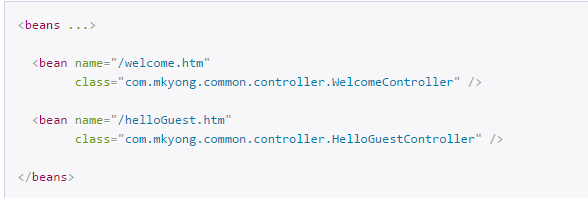 <beans ...>
<bean name="/welcome.htm"
class="com.mkyong.common.controller.WelcomeController" />
<bean name="/helloGuest.htm"
class="com.mkyong.common.controller.HelloGuestController" />
</beans>